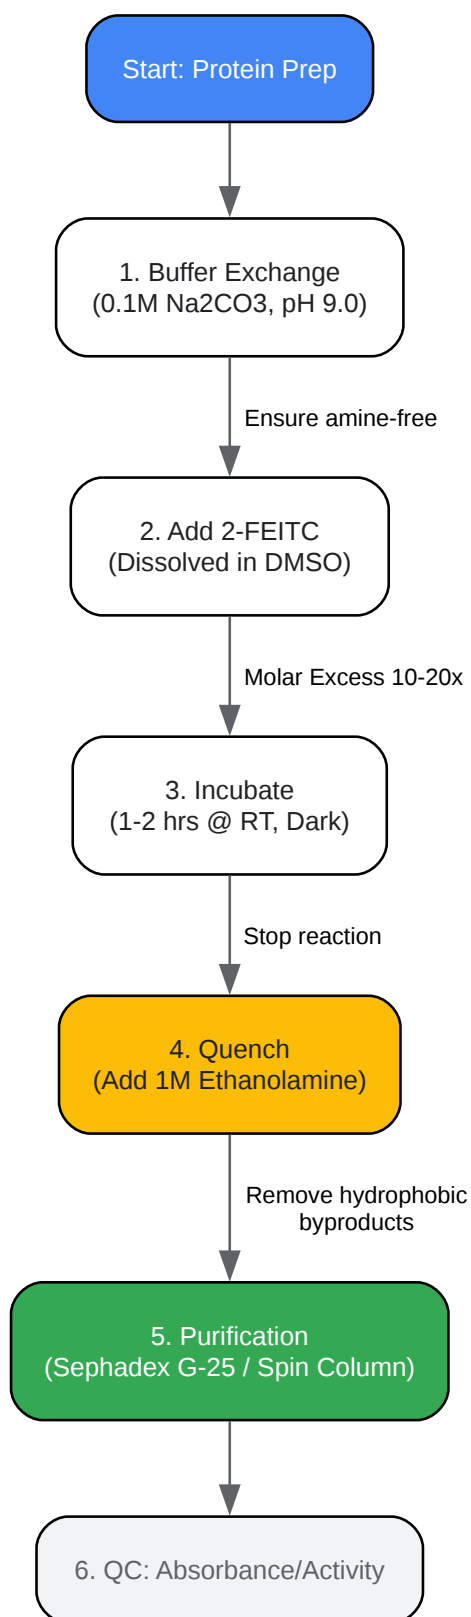 Start: Protein Prep
1. Buffer Exchange
(0.1M Na2CO3, pH 9.0)
Ensure amine-free
2. Add 2-FEITC
(Dissolved in DMSO)
Molar Excess 10-20x
3. Incubate
(1-2 hrs @ RT, Dark)
Stop reaction
4. Quench
(Add 1M Ethanolamine)
Remove hydrophobic
byproducts
5. Purification
(Sephadex G-25 / Spin Column)
6. QC: Absorbance/Activity